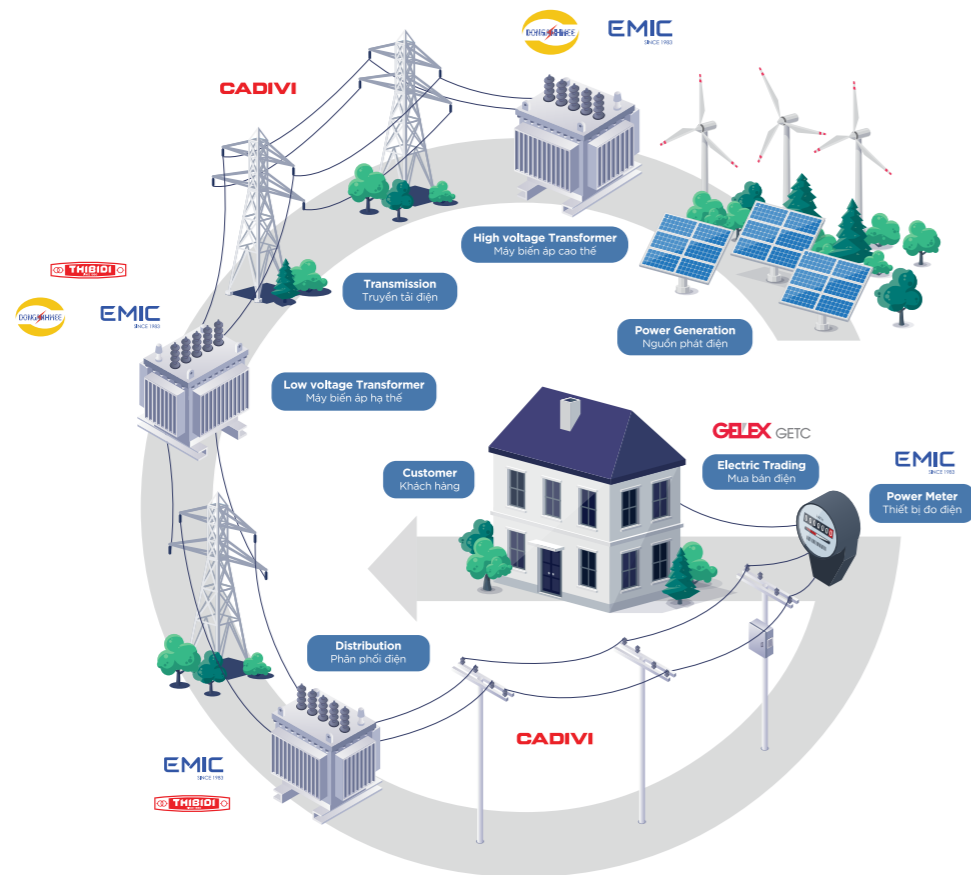 DONG ANH EEE
EMIC
SINCE 1983
CADIVI
High voltage Transformer
Máy biến áp cao thế
THIBIDI
Transmission
Truyền tải điện
EMIC
SINCE 1983
Power Generation
Nguồn phát điện
Low voltage Transformer
Máy biến áp hạ thế
GELEX GETC
Electric Trading
Mua bán điện
Customer
Khách hàng
EMIC
SINCE 1983
Power Meter
Thiết bị đo điện
Distribution
Phân phối điện
CADIVI
EMIC
SINCE 1983
THIBIDI